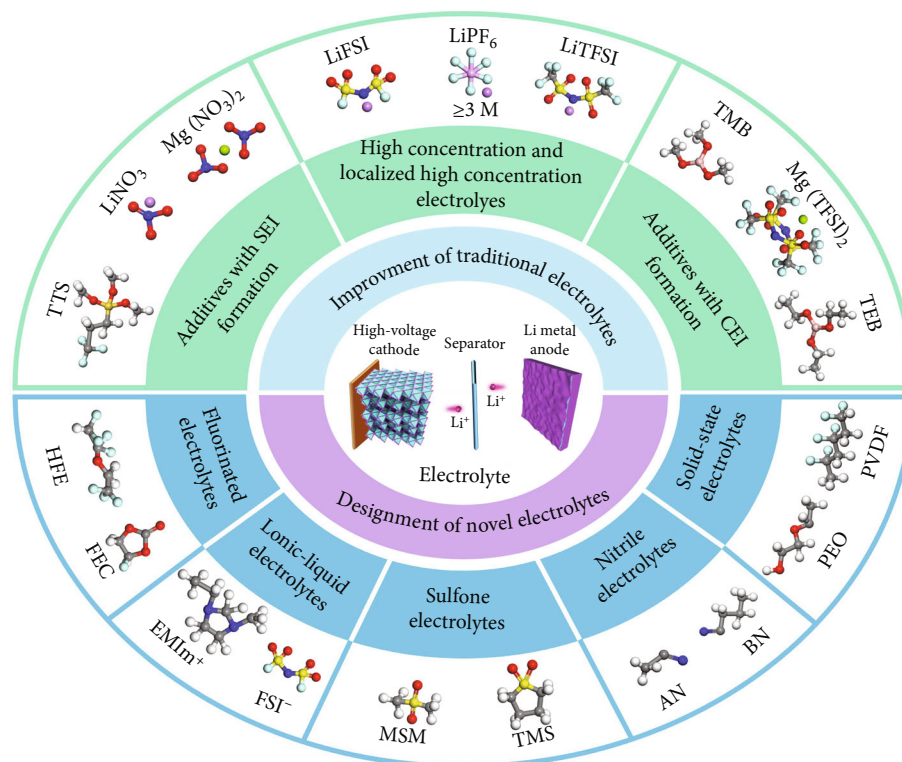 LiFSI
LiPF6
≥3 M
LiTFSI
High concentration and
localized high concentration
electrolyes
TTS
LiNO3
Mg (NO3)2
Additives with SEI
formation
TMB
Mg (TFSI)2
TEB
Additives with CEI
formation
Improvment of traditional electrolytes
High-voltage
cathode
Separator
Li metal
anode
Li+
Li+
Electrolyte
Designment of novel electrolytes
HFE
FEC
Fluorinated
electrolytes
EMIm+
FSI−
Lonic-liquid
electrolytes
MSM
TMS
Sulfone
electrolytes
AN
BN
Nitrile
electrolytes
PEO
PVDF
Solid-state
electrolytes